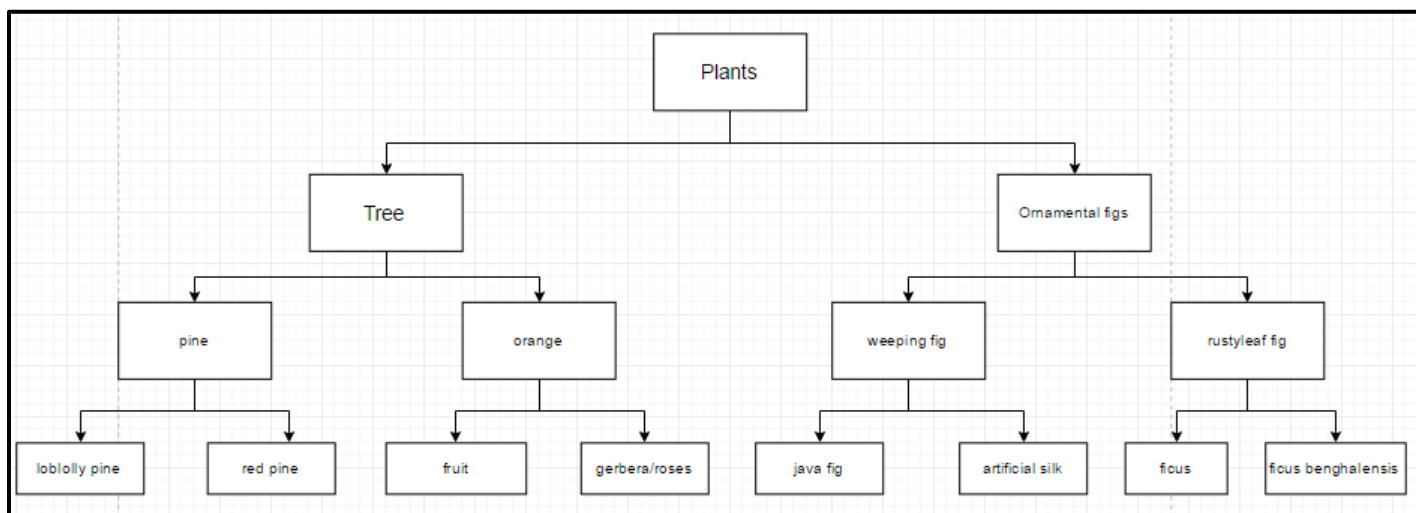 Plants
Tree
Ornamental figs
pine
orange
weeping fig
rustyleaf fig
loblolly pine
red pine
fruit
gerbera/roses
java fig
artificial silk
ficus
ficus benghalensis